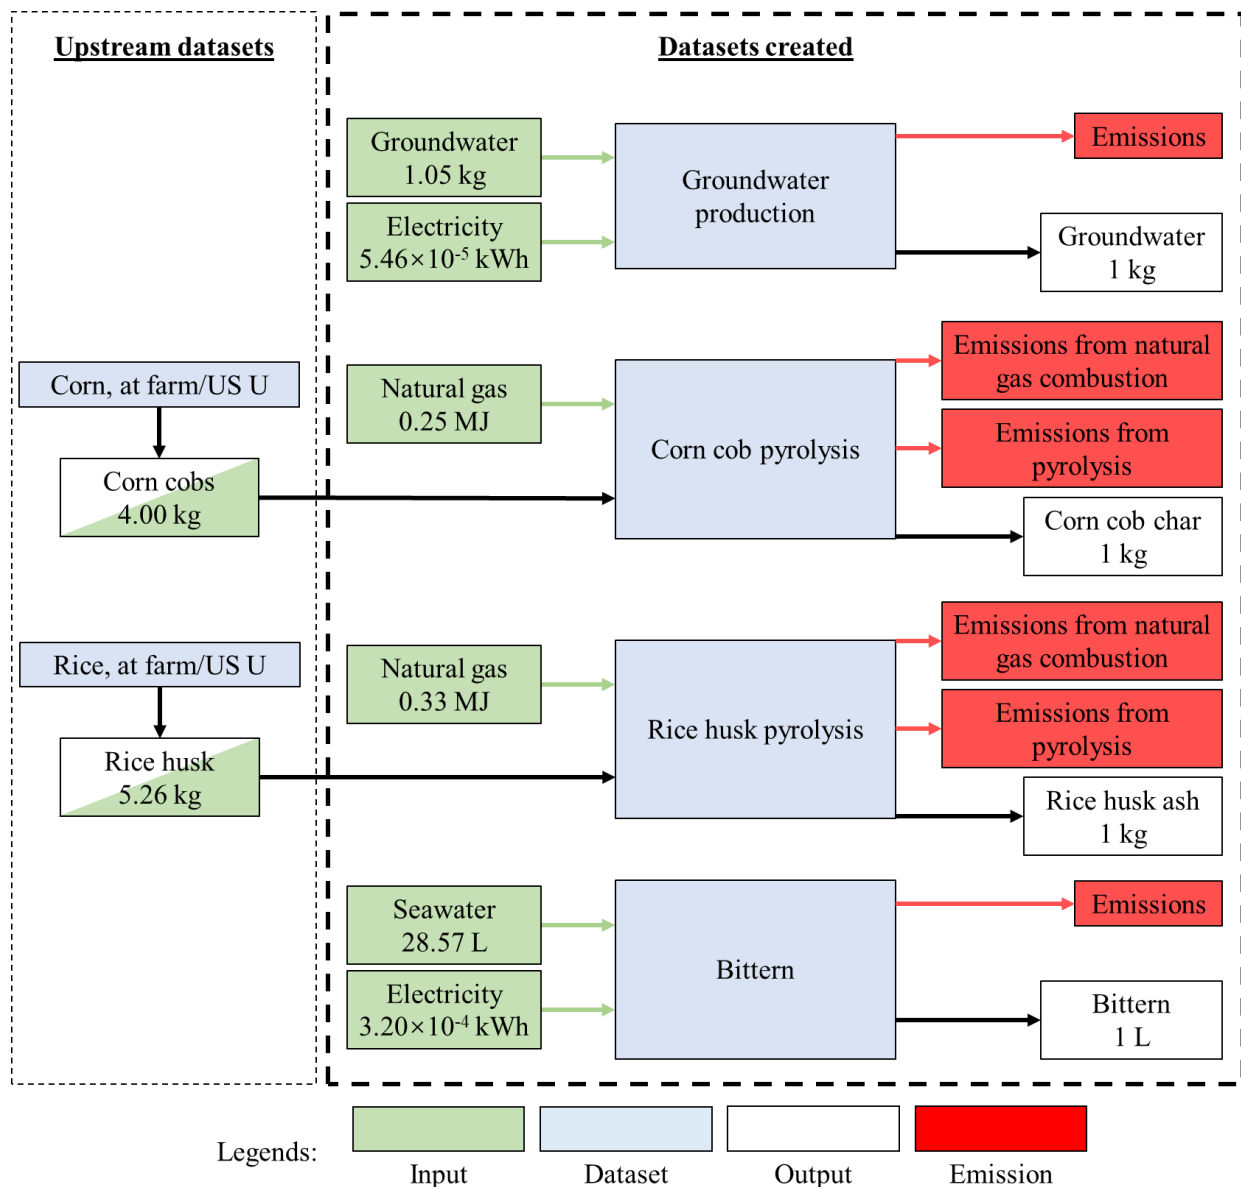 Upstream datasets
Datasets created
Groundwater
1.05 kg
Electricity
5.46×10⁻⁵ kWh
Groundwater
production
Emissions
Groundwater
1 kg
Corn, at farm/US U
Corn cobs
4.00 kg
Natural gas
0.25 MJ
Corn cob pyrolysis
Emissions from natural
gas combustion
Emissions from
pyrolysis
Corn cob char
1 kg
Rice, at farm/US U
Rice husk
5.26 kg
Natural gas
0.33 MJ
Rice husk pyrolysis
Emissions from natural
gas combustion
Emissions from
pyrolysis
Rice husk ash
1 kg
Seawater
28.57 L
Electricity
3.20×10⁻⁴ kWh
Bittern
Emissions
Bittern
1 L
Legends:
Input
Dataset
Output
Emission